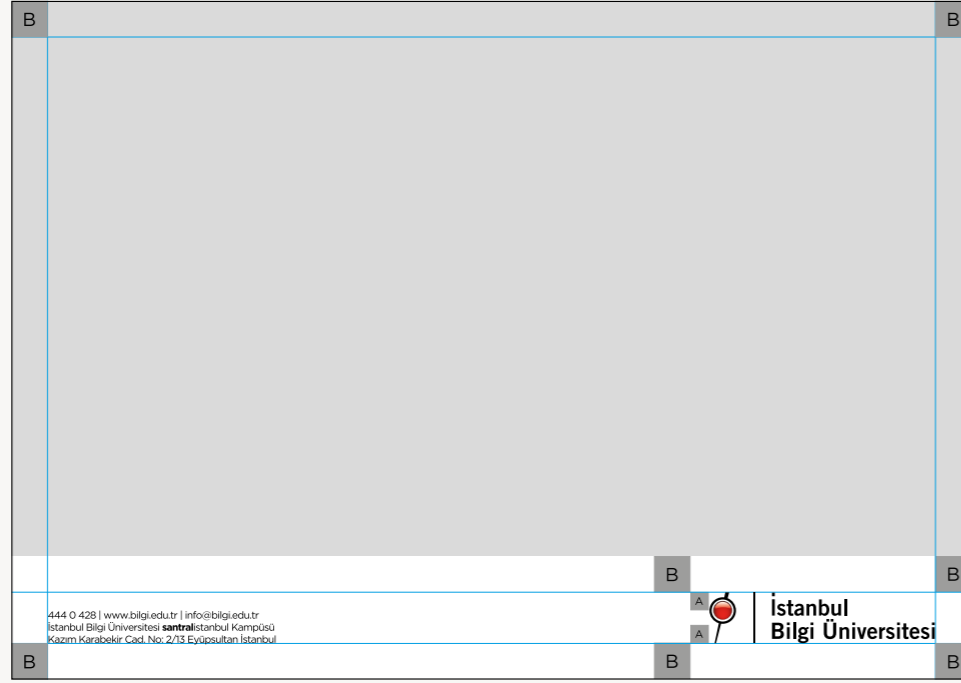 B
B
B
B
444 0 428 | www.bilgi.edu.tr | info@bilgi.edu.tr
İstanbul Bilgi Üniversitesi santralistanbul Kampüsü
Kazım Karabekir Cad. No: 2/13 Eyüpsultan İstanbul
A
A
İstanbul
Bilgi Üniversitesi
B
B
B